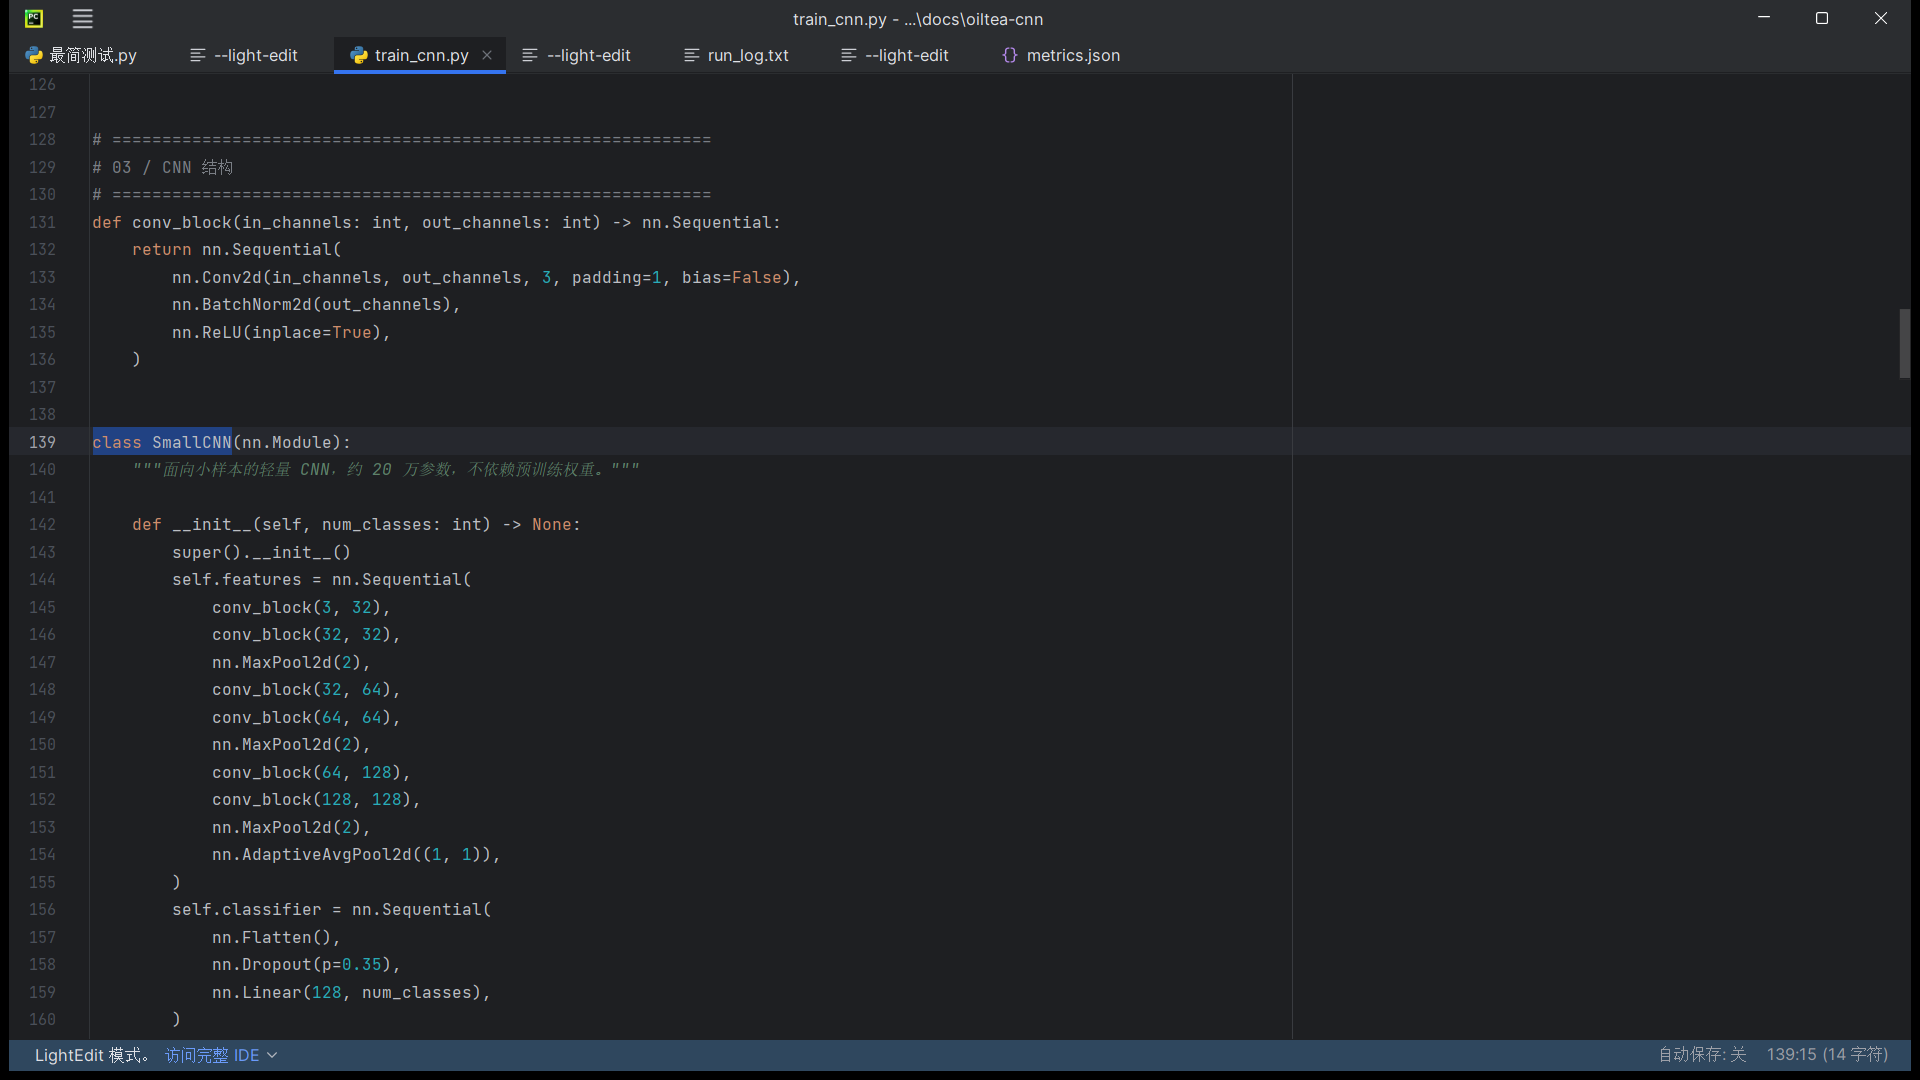 PC
train_cnn.py - ...\docs\oiltea-cnn
最简测试.py --light-edit train_cnn.py --light-edit run_log.txt --light-edit {} metrics.json
126
127
128 # ============================================================
129 # 03 / CNN 结构
130 # ============================================================
131 def conv_block(in_channels: int, out_channels: int) -> nn.Sequential:
132     return nn.Sequential(
133         nn.Conv2d(in_channels, out_channels, 3, padding=1, bias=False),
134         nn.BatchNorm2d(out_channels),
135         nn.ReLU(inplace=True),
136     )
137
138
139 class SmallCNN(nn.Module):
140     """面向小样本的轻量 CNN，约 20 万参数，不依赖预训练权重。"""
141
142     def __init__(self, num_classes: int) -> None:
143         super().__init__()
144         self.features = nn.Sequential(
145             conv_block(3, 32),
146             conv_block(32, 32),
147             nn.MaxPool2d(2),
148             conv_block(32, 64),
149             conv_block(64, 64),
150             nn.MaxPool2d(2),
151             conv_block(64, 128),
152             conv_block(128, 128),
153             nn.MaxPool2d(2),
154             nn.AdaptiveAvgPool2d((1, 1)),
155         )
156         self.classifier = nn.Sequential(
157             nn.Flatten(),
158             nn.Dropout(p=0.35),
159             nn.Linear(128, num_classes),
160         )
LightEdit 模式。 访问完整 IDE 自动保存: 关 139:15 (14 字符)